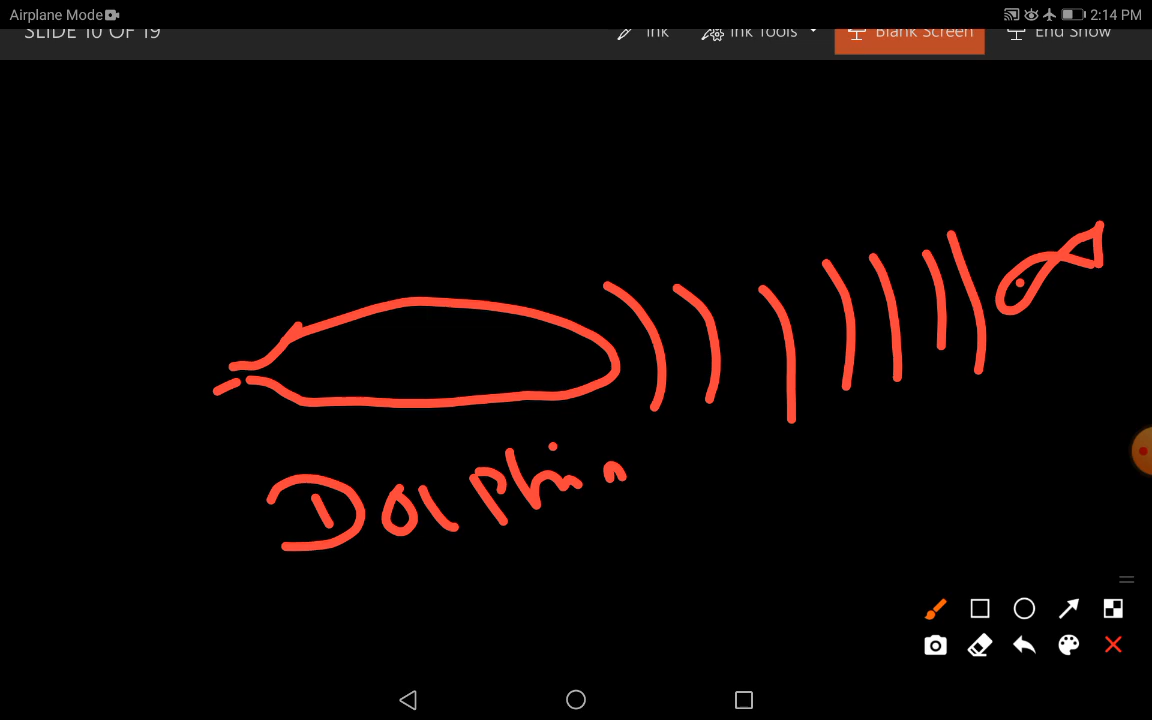 Airplane Mode 2:14 PM
SLIDE 10 OF 19 Ink Ink Tools Blank Screen End Show
Dolphin